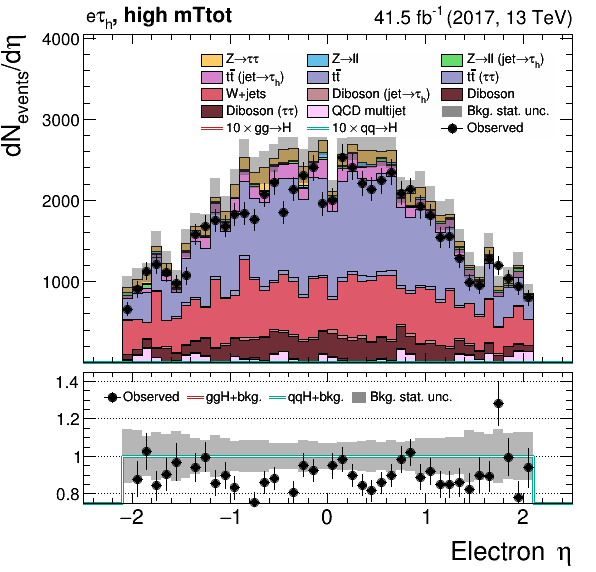 eτh, high mTtot 41.5 fb⁻¹ (2017, 13 TeV)
dNevents/dη
4000
3000
2000
1000
Z→ττ Z→ll Z→ll (jet→τh)
tt̄ (jet→τh) tt̄ tt̄ (ττ)
W+jets Diboson (jet→τh) Diboson
Diboson (ττ) QCD multijet Bkg. stat. unc.
10 × gg→H 10 × qq→H Observed
1.4
1.2
1
0.8
Observed ggH+bkg. qqH+bkg. Bkg. stat. unc.
−2 −1 0 1 2
Electron η